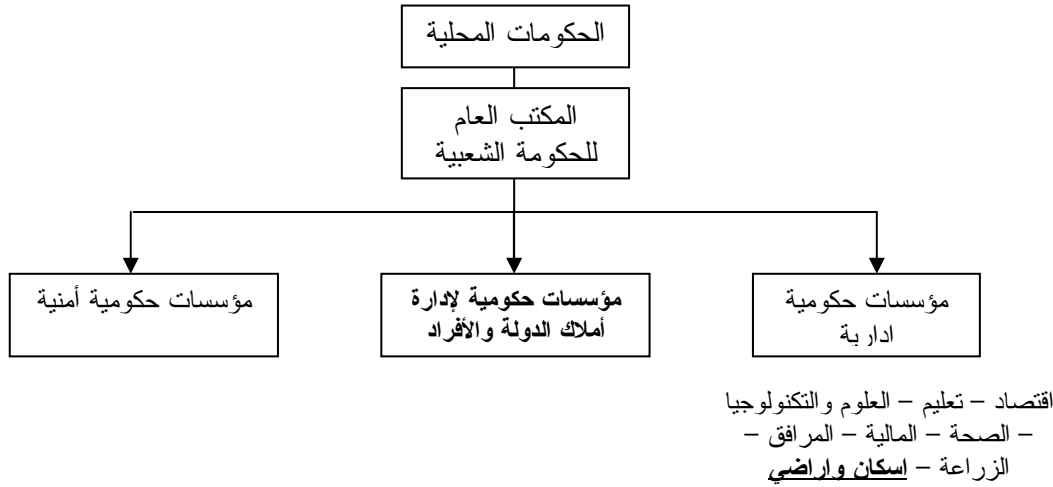 الحكومات المحلية
المكتب العام
للحكومة الشعبية
مؤسسات حكومية
ادارية
مؤسسات حكومية لإدارة
أملاك الدولة والأفراد
مؤسسات حكومية أمنية
اقتصاد – تعليم – العلوم والتكنولوجيا
– الصحة – المالية – المرافق –
الزراعة – اسكان واراضي